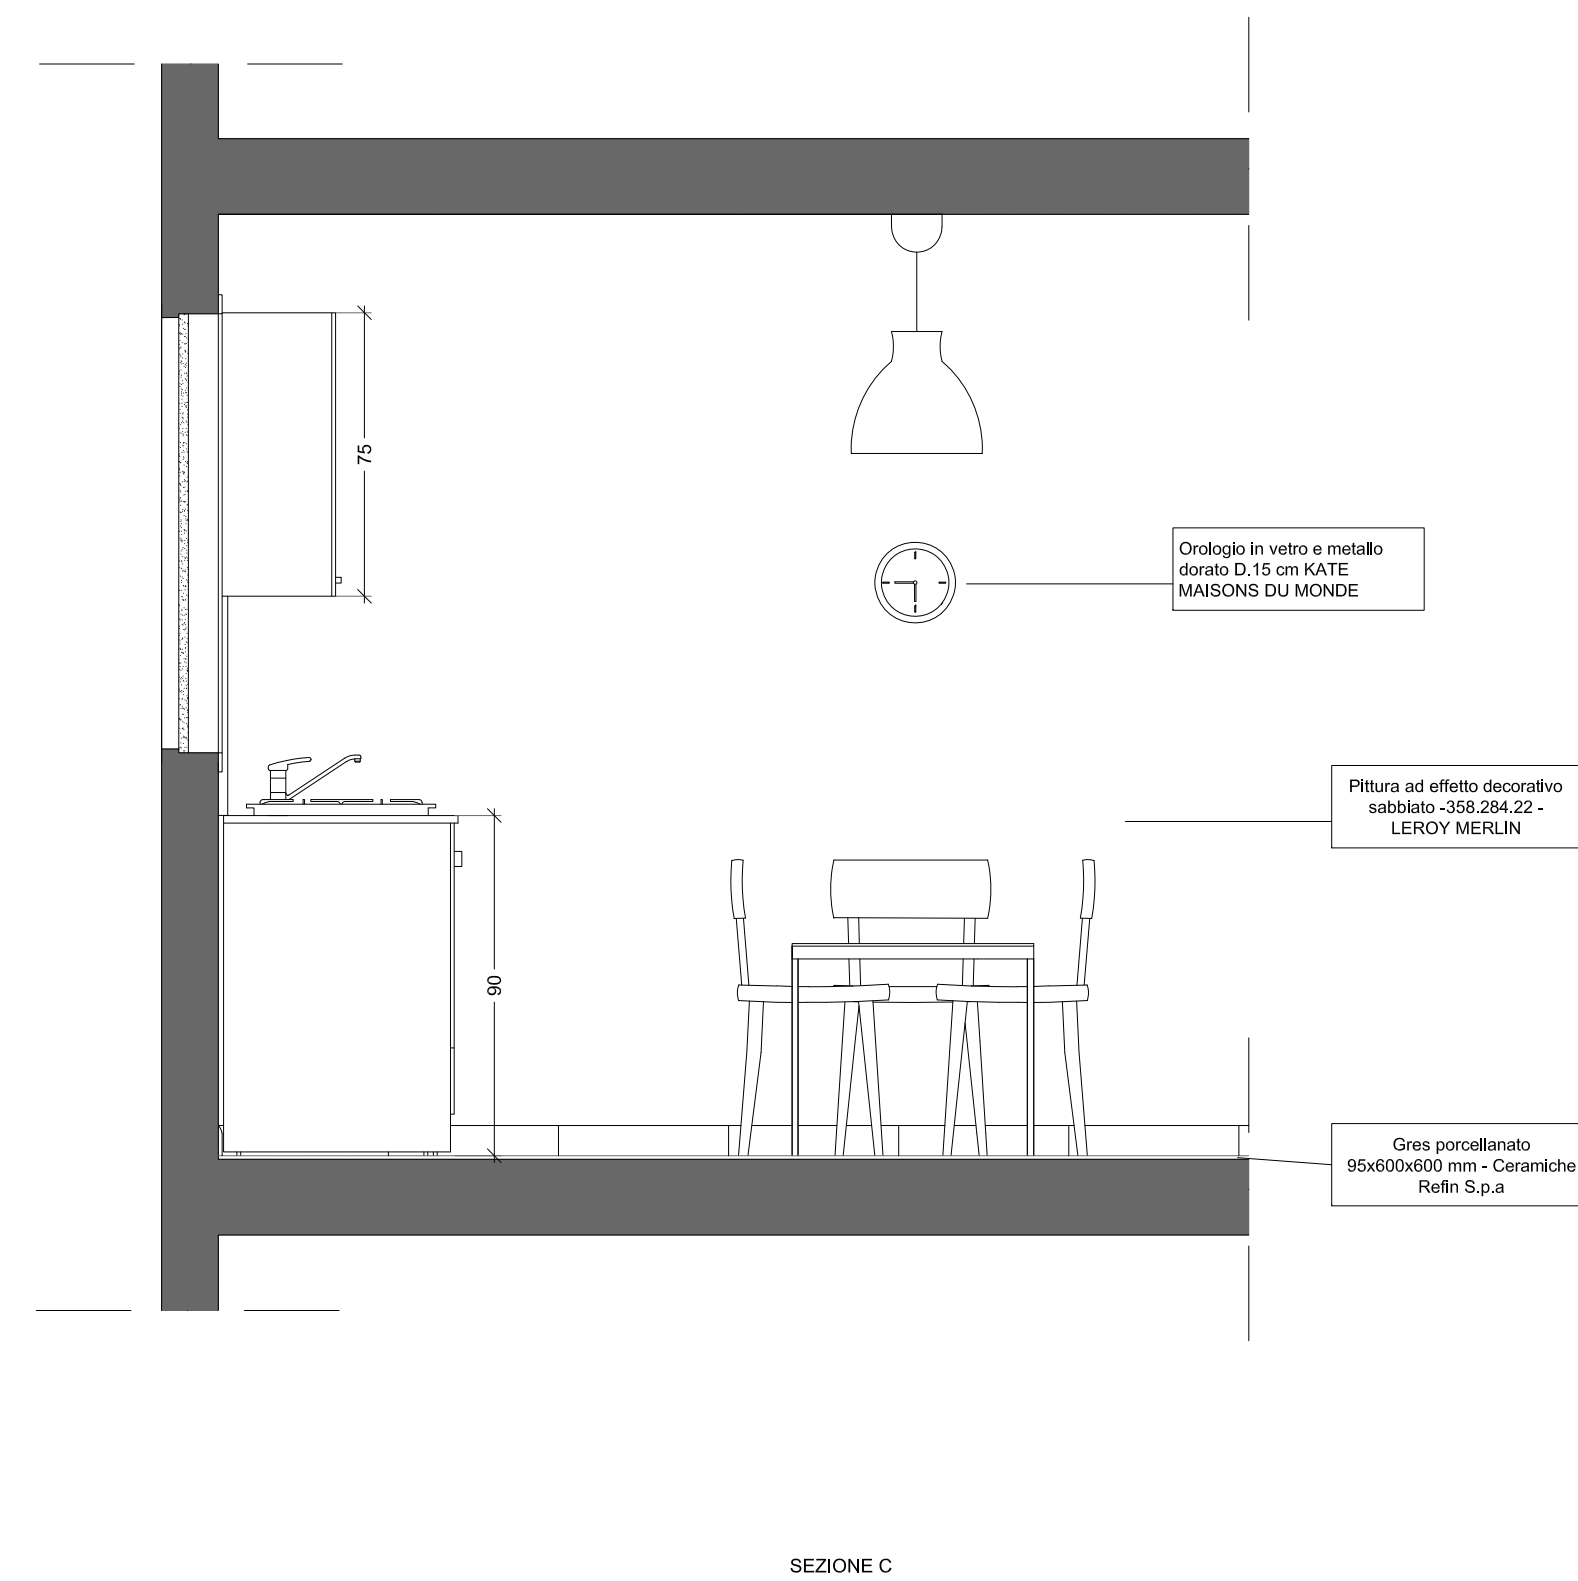 75
Orologio in vetro e metallo
dorato D.15 cm KATE
MAISONS DU MONDE
Pittura ad effetto decorativo
sabbiato -358.284.22 -
LEROY MERLIN
90
Gres porcellanato
95x600x600 mm - Ceramiche
Refin S.p.a
SEZIONE C